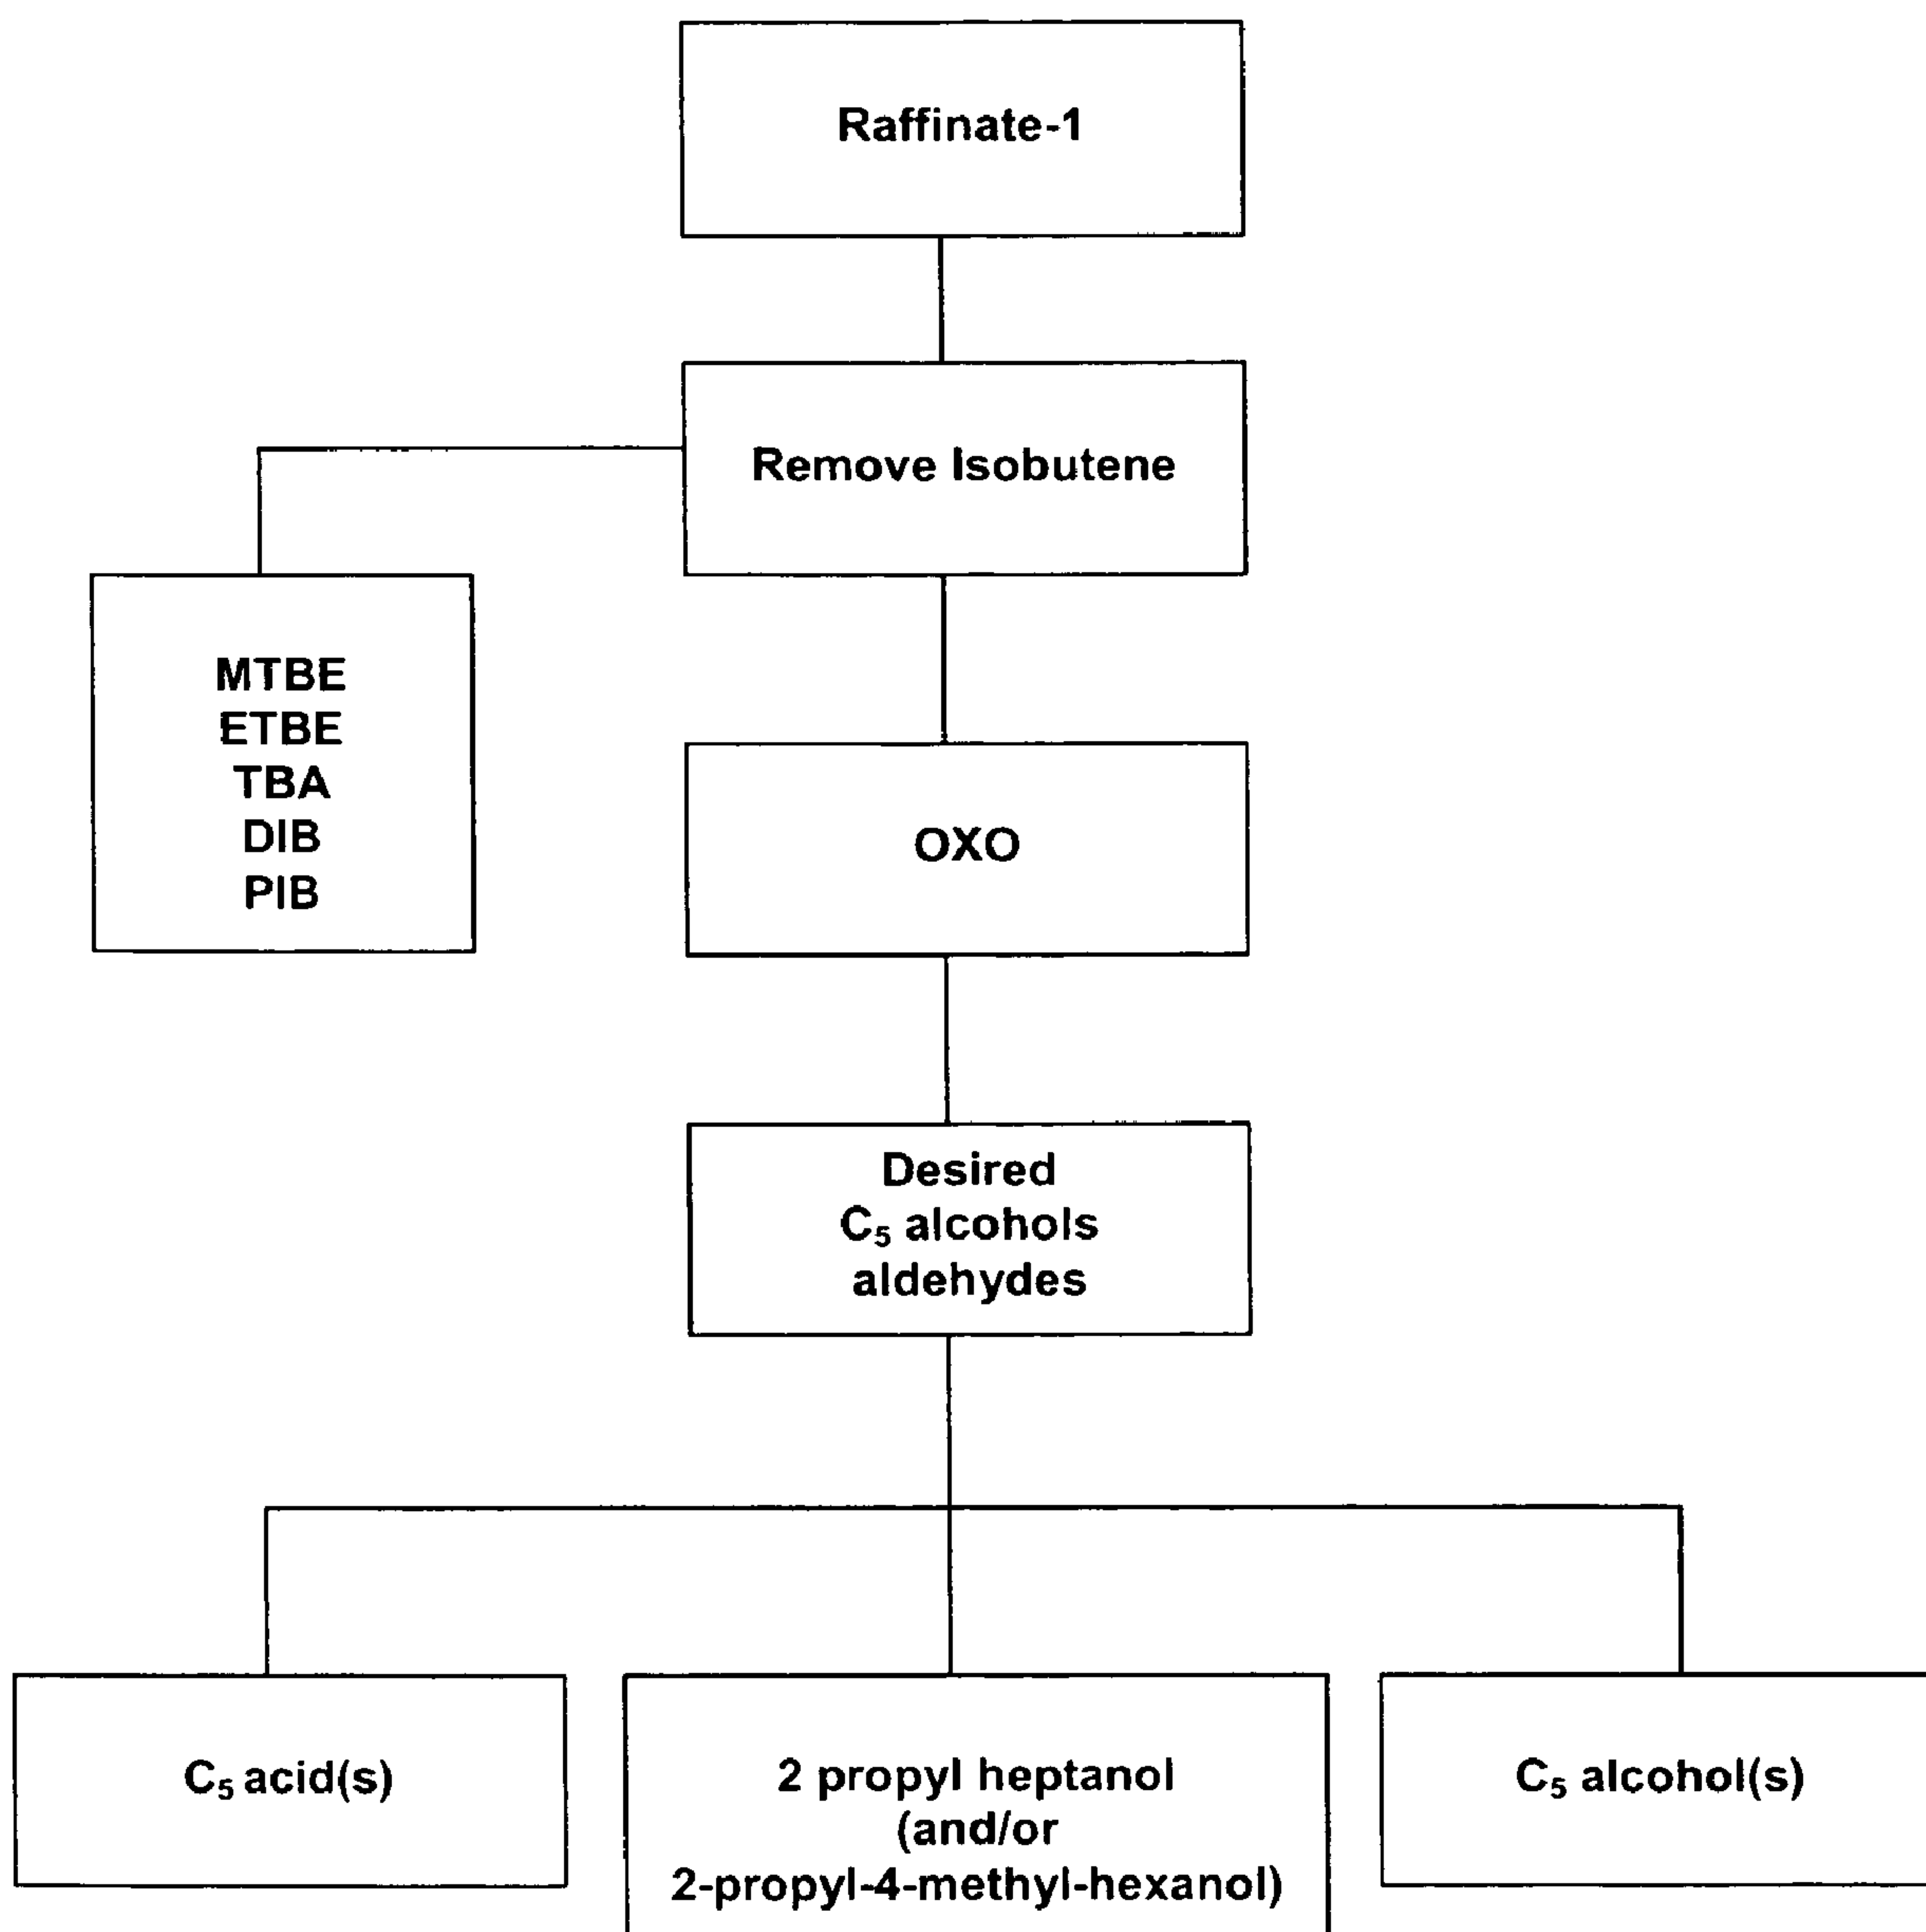 Raffinate-1
Remove Isobutene
MTBE
ETBE
TBA
DIB
PIB
OXO
Desired
C₅ alcohols
aldehydes
C₅ acid(s)
2 propyl heptanol
(and/or
2-propyl-4-methyl-hexanol)
C₅ alcohol(s)